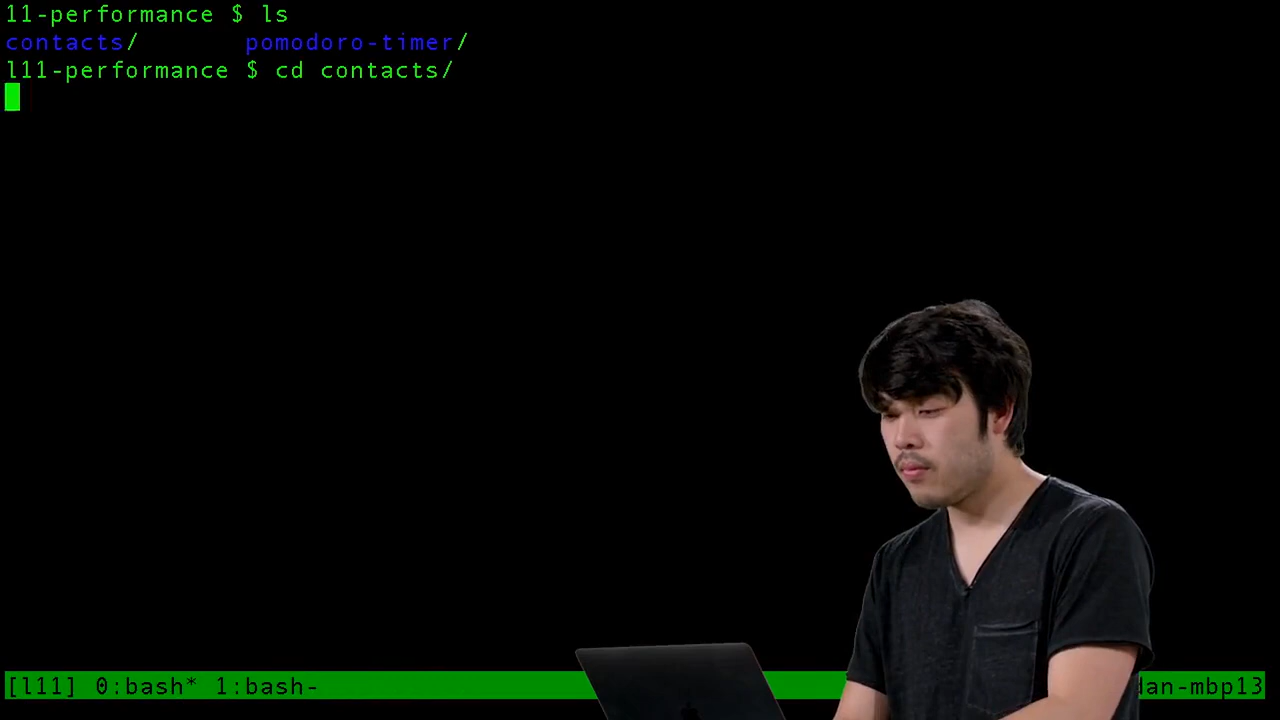 11-performance $ ls
contacts/ pomodoro-timer/
l11-performance $ cd contacts/
[l11] 0:bash* 1:bash-
dan-mbp13